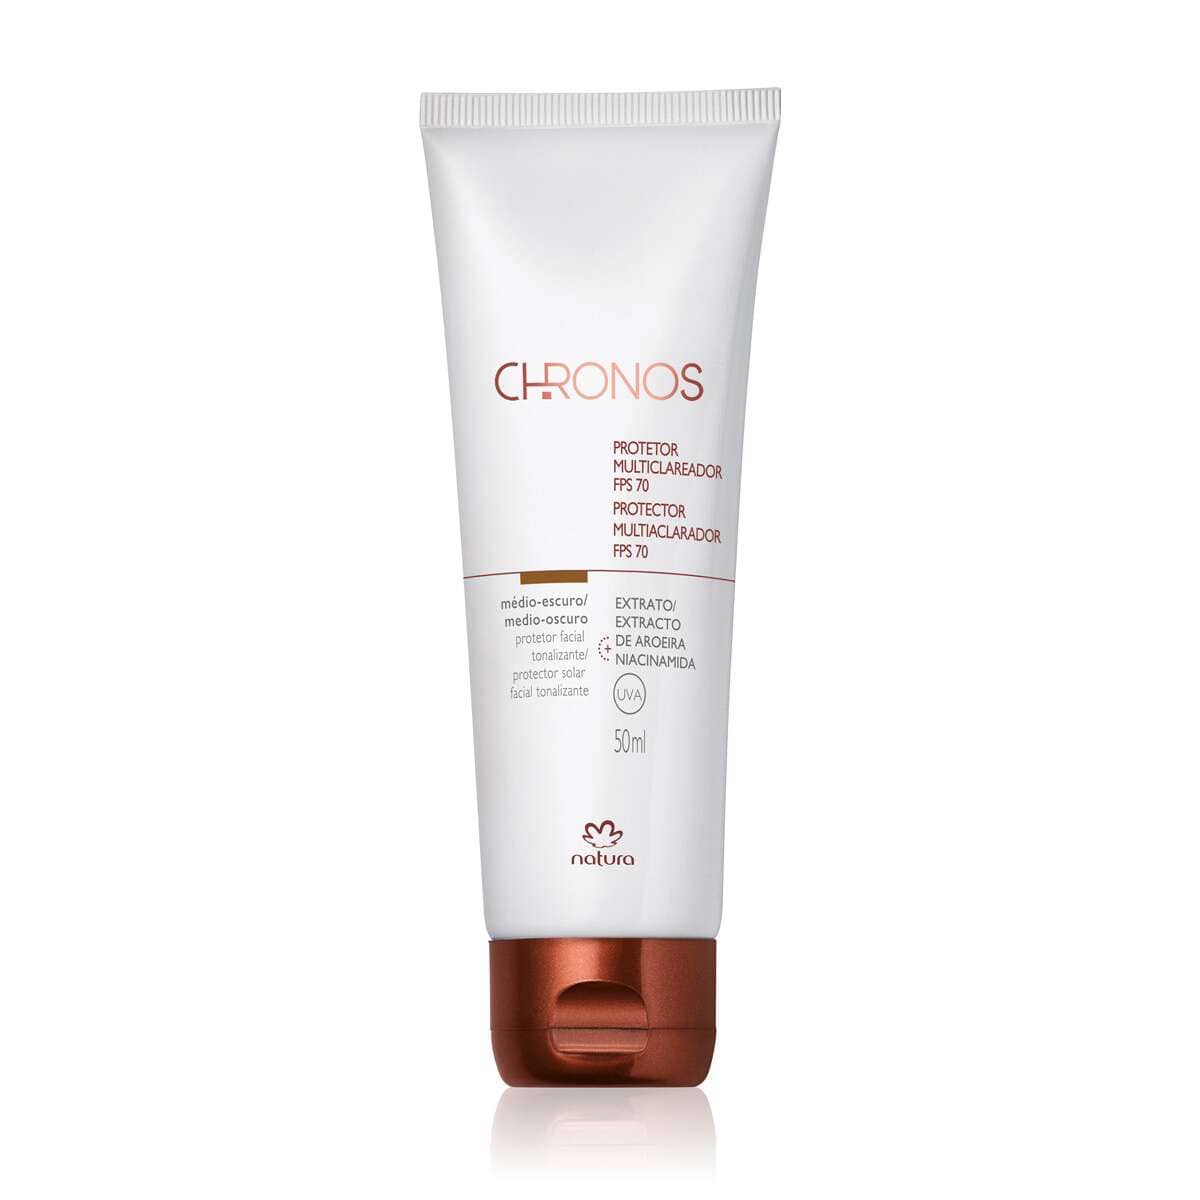 CHRONOS
PROTETOR
MULTICLAREADOR
FPS 70
PROTECTOR
MULTIACLARADOR
FPS 70
médio-escuro/
medio-oscuro
protetor facial
tonalizante/
protector solar
facial tonalizante
EXTRATO/
EXTRACTO
DE AROEIRA
+ NIACINAMIDA
UVA
50ml
natura